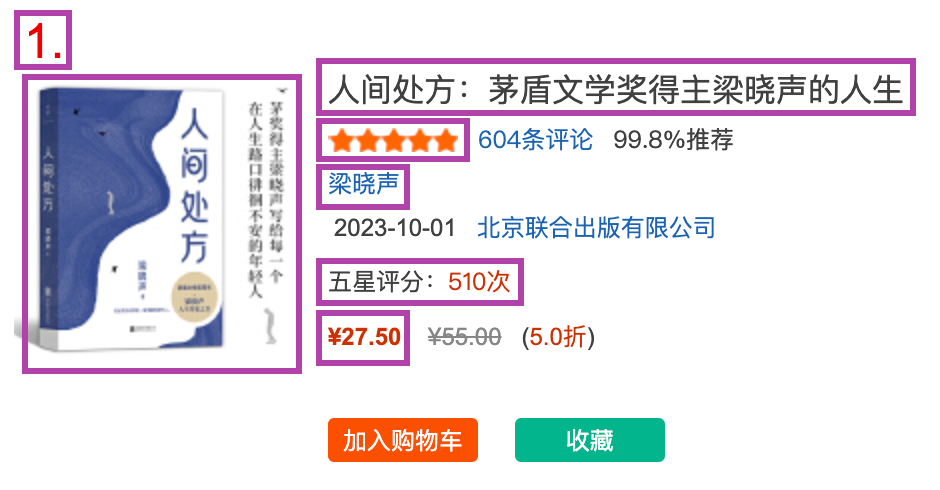 1.
人间处方：茅盾文学奖得主梁晓声的人生
604条评论 99.8%推荐
梁晓声
2023-10-01 北京联合出版有限公司
五星评分：510次
¥27.50 ¥55.00 (5.0折)
加入购物车 收藏
人间处方
梁晓声
茅奖得主梁晓声写给每一个
在人生路口徘徊不安的年轻人
人间处方